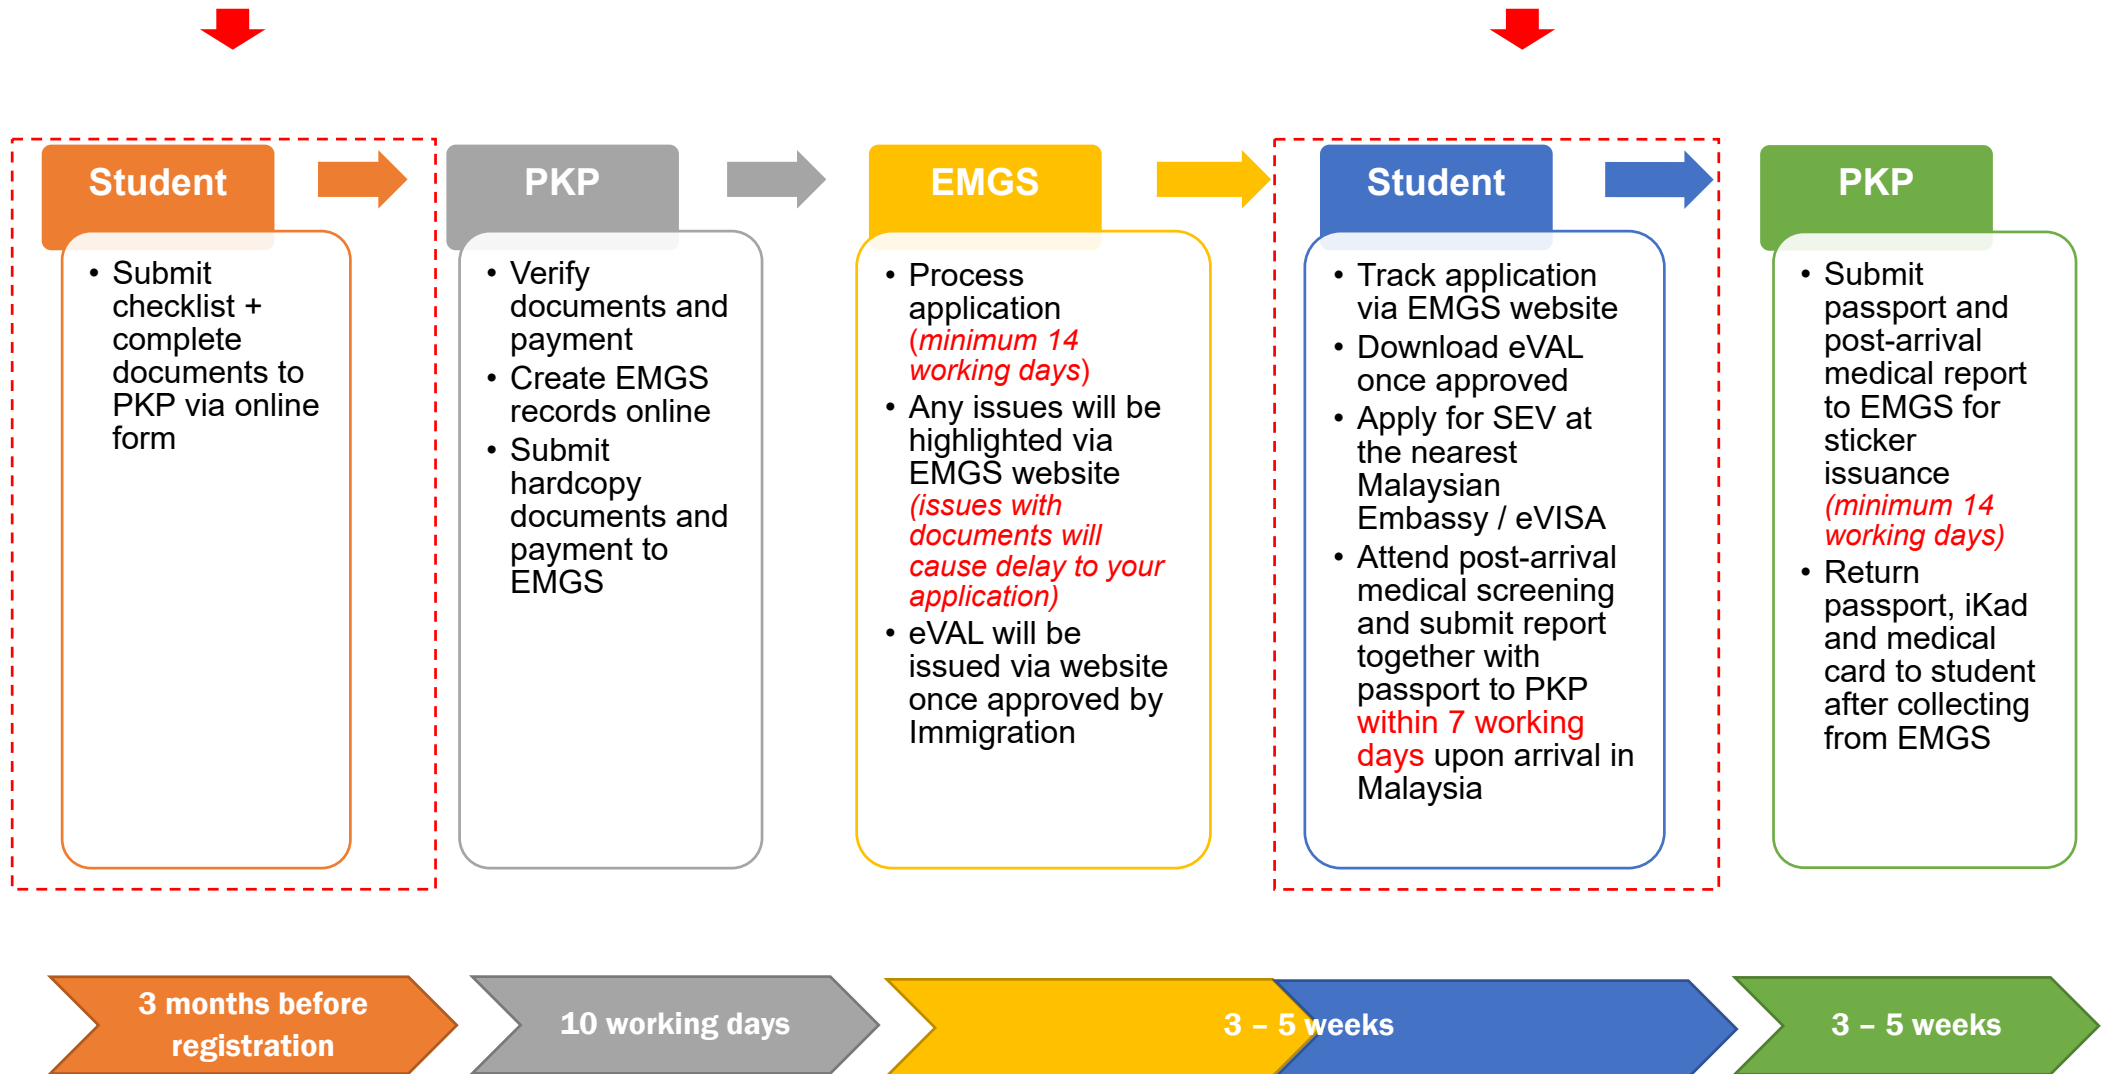 Student
• Submit
checklist +
complete
documents to
PKP via online
form
PKP
• Verify
documents and
payment
• Create EMGS
records online
• Submit
hardcopy
documents and
payment to
EMGS
EMGS
• Process
application
(minimum 14
working days)
• Any issues will be
highlighted via
EMGS website
(issues with
documents will
cause delay to your
application)
• eVAL will be
issued via website
once approved by
Immigration
Student
• Track application
via EMGS website
• Download eVAL
once approved
• Apply for SEV at
the nearest
Malaysian
Embassy / eVISA
• Attend post-arrival
medical screening
and submit report
together with
passport to PKP
within 7 working
days upon arrival in
Malaysia
PKP
• Submit
passport and
post-arrival
medical report
to EMGS for
sticker
issuance
(minimum 14
working days)
• Return
passport, iKad
and medical
card to student
after collecting
from EMGS
3 months before
registration
10 working days
3 – 5 weeks
3 – 5 weeks